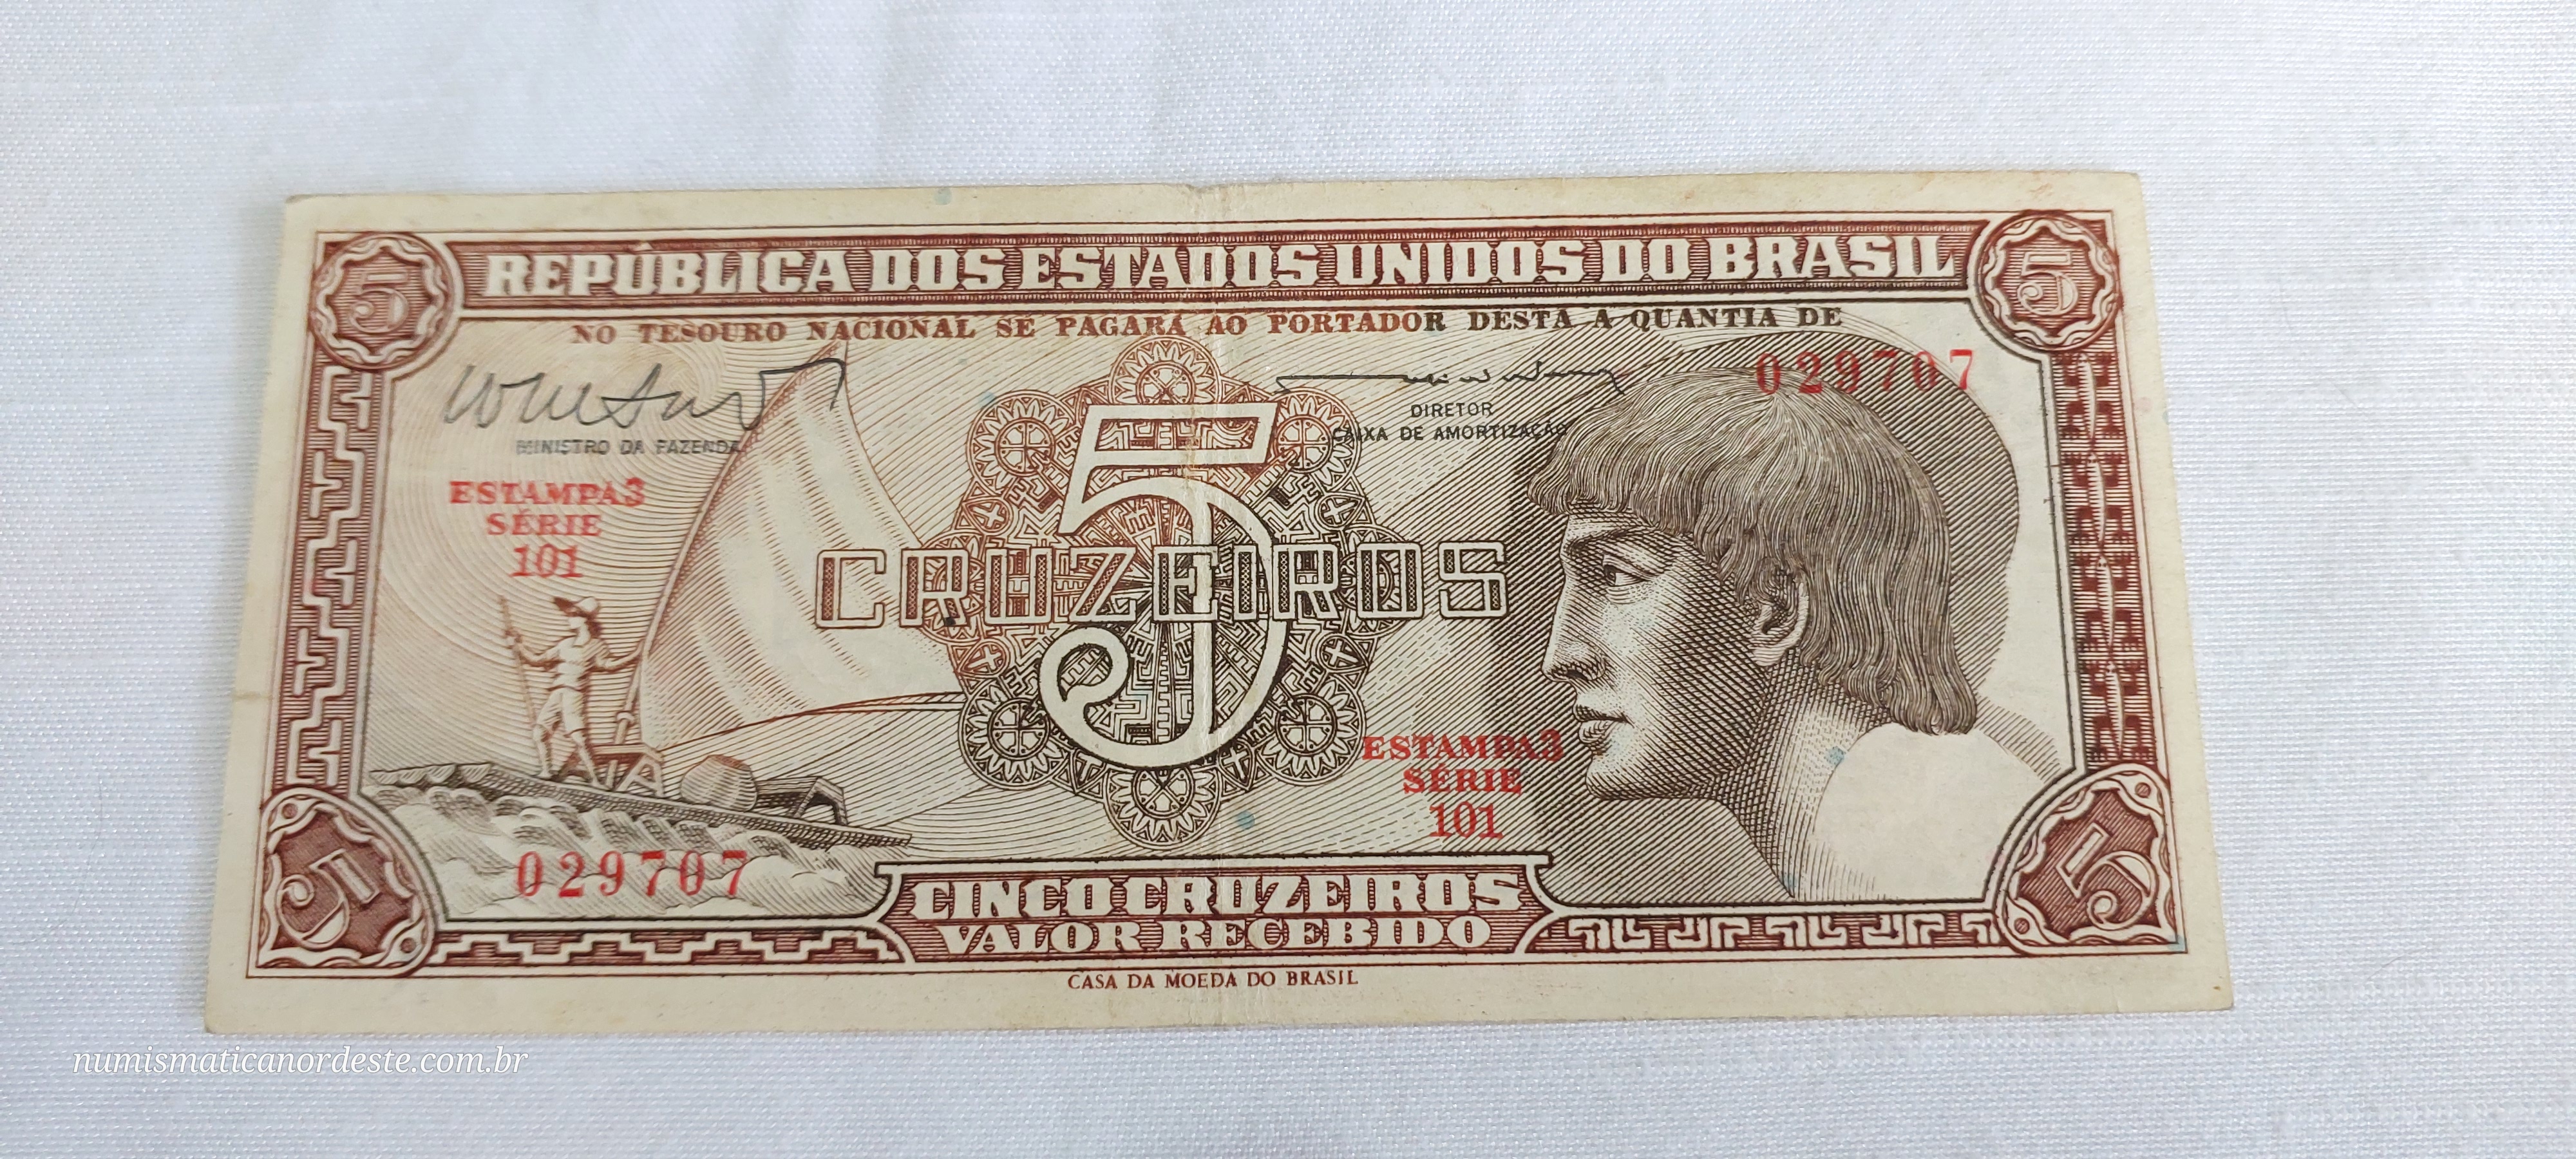 5
REPÚBLICA DOS ESTADOS UNIDOS DO BRASIL
5
NO TESOURO NACIONAL SE PAGARÁ AO PORTADOR DESTA A QUANTIA DE
029707
MINISTRO DA FAZENDA
DIRETOR
CAIXA DE AMORTIZAÇÃO
ESTAMPA 3
SÉRIE
101
5
CRUZEIROS
IA
ESTAMPA 3
SÉRIE
101
029707
5
CINCO CRUZEIROS
VALOR RECEBIDO
5
CASA DA MOEDA DO BRASIL
numismaticanordeste.com.br